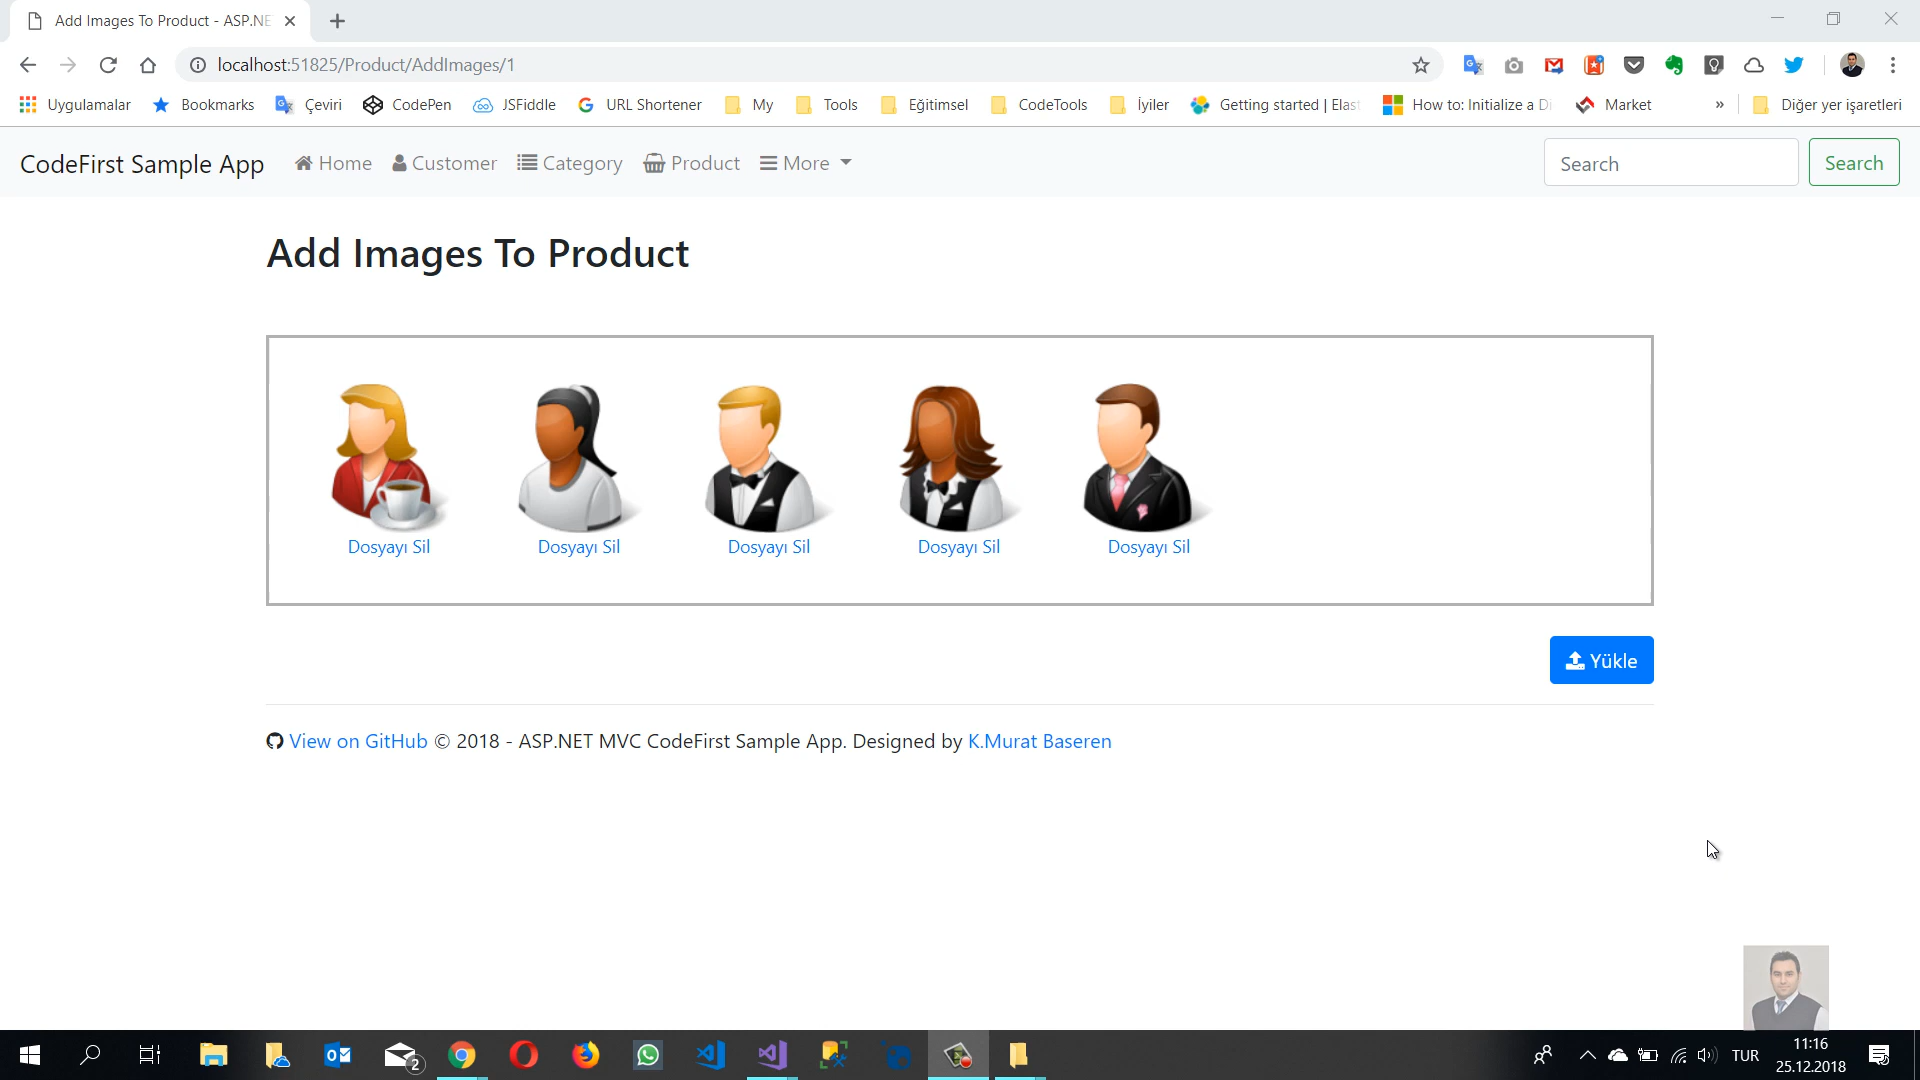 Add Images To Product - ASP.NE
localhost:51825/Product/AddImages/1
Uygulamalar Bookmarks Çeviri CodePen JSFiddle URL Shortener My Tools Eğitimsel CodeTools İyiler Getting started | Elast How to: Initialize a D Market » Diğer yer işaretleri
CodeFirst Sample App Home Customer Category Product More Search Search
Add Images To Product
Dosyayı Sil Dosyayı Sil Dosyayı Sil Dosyayı Sil Dosyayı Sil
Yükle
View on GitHub © 2018 - ASP.NET MVC CodeFirst Sample App. Designed by K.Murat Baseren
2 TUR 11:16
25.12.2018